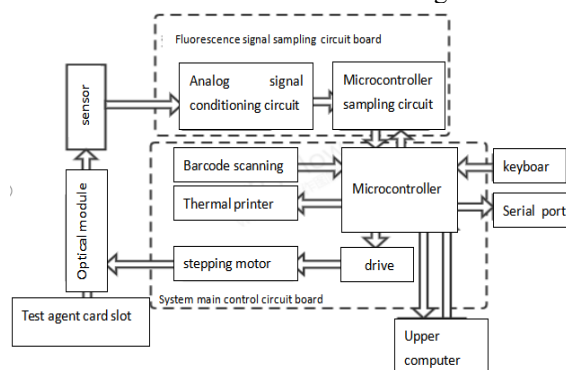 Fluorescence signal sampling circuit board
sensor
Analog signal
conditioning circuit
Microcontroller
sampling circuit
Barcode scanning
Microcontroller
keyboar
Thermal printer
Serial port
Optical module
stepping motor
drive
System main control circuit board
Test agent card slot
Upper
computer